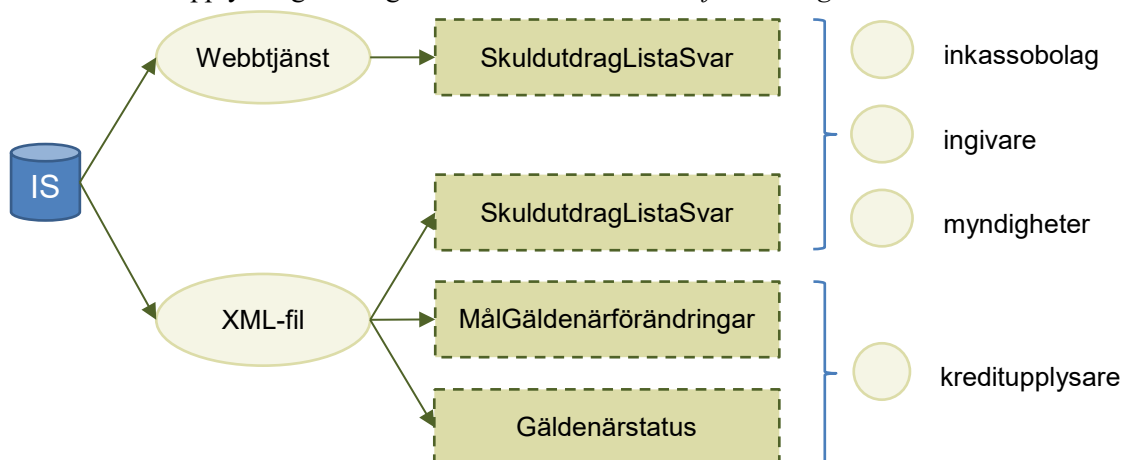 Webbtjänst
SkuldutdragListaSvar
inkassobolag
ingivare
IS
SkuldutdragListaSvar
myndigheter
XML-fil
MålGäldenärförändringar
kreditupplysare
Gäldenärstatus